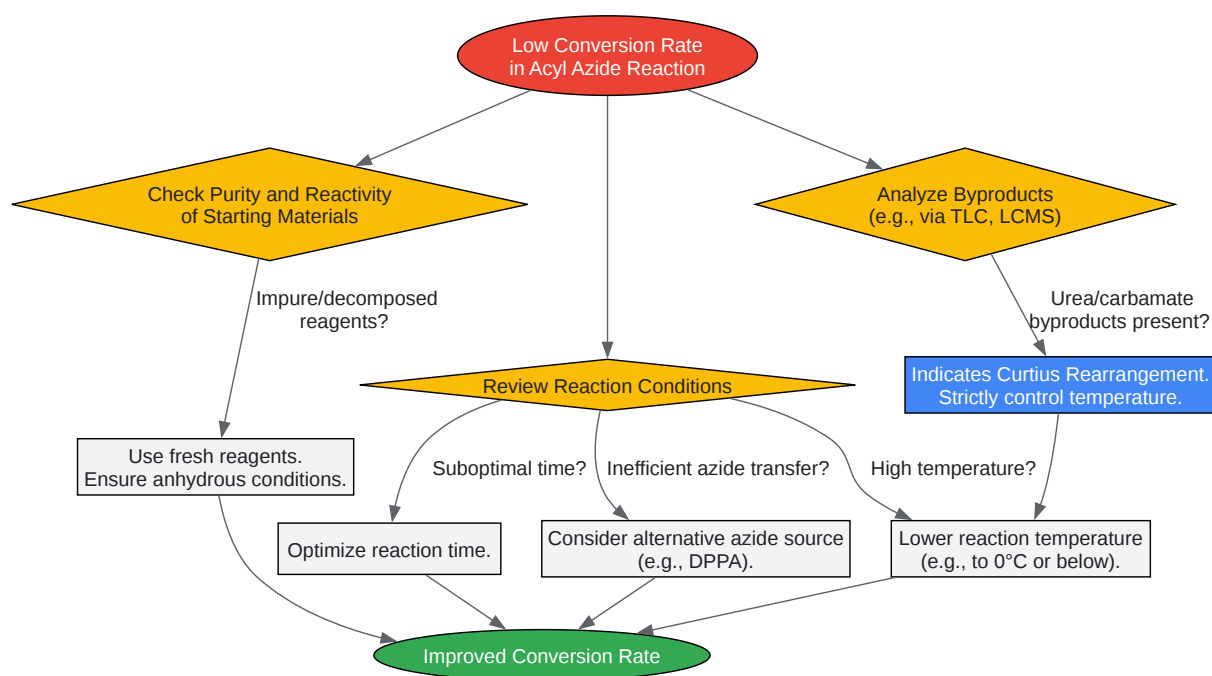 Low Conversion Rate
in Acyl Azide Reaction
Check Purity and Reactivity
of Starting Materials
Analyze Byproducts
(e.g., via TLC, LCMS)
Impure/decomposed
reagents?
Urea/carbamate
byproducts present?
Review Reaction Conditions
Indicates Curtius Rearrangement.
Strictly control temperature.
Use fresh reagents.
Ensure anhydrous conditions.
Suboptimal time?
Inefficient azide transfer?
High temperature?
Optimize reaction time.
Consider alternative azide source
(e.g., DPPA).
Lower reaction temperature
(e.g., to 0°C or below).
Improved Conversion Rate